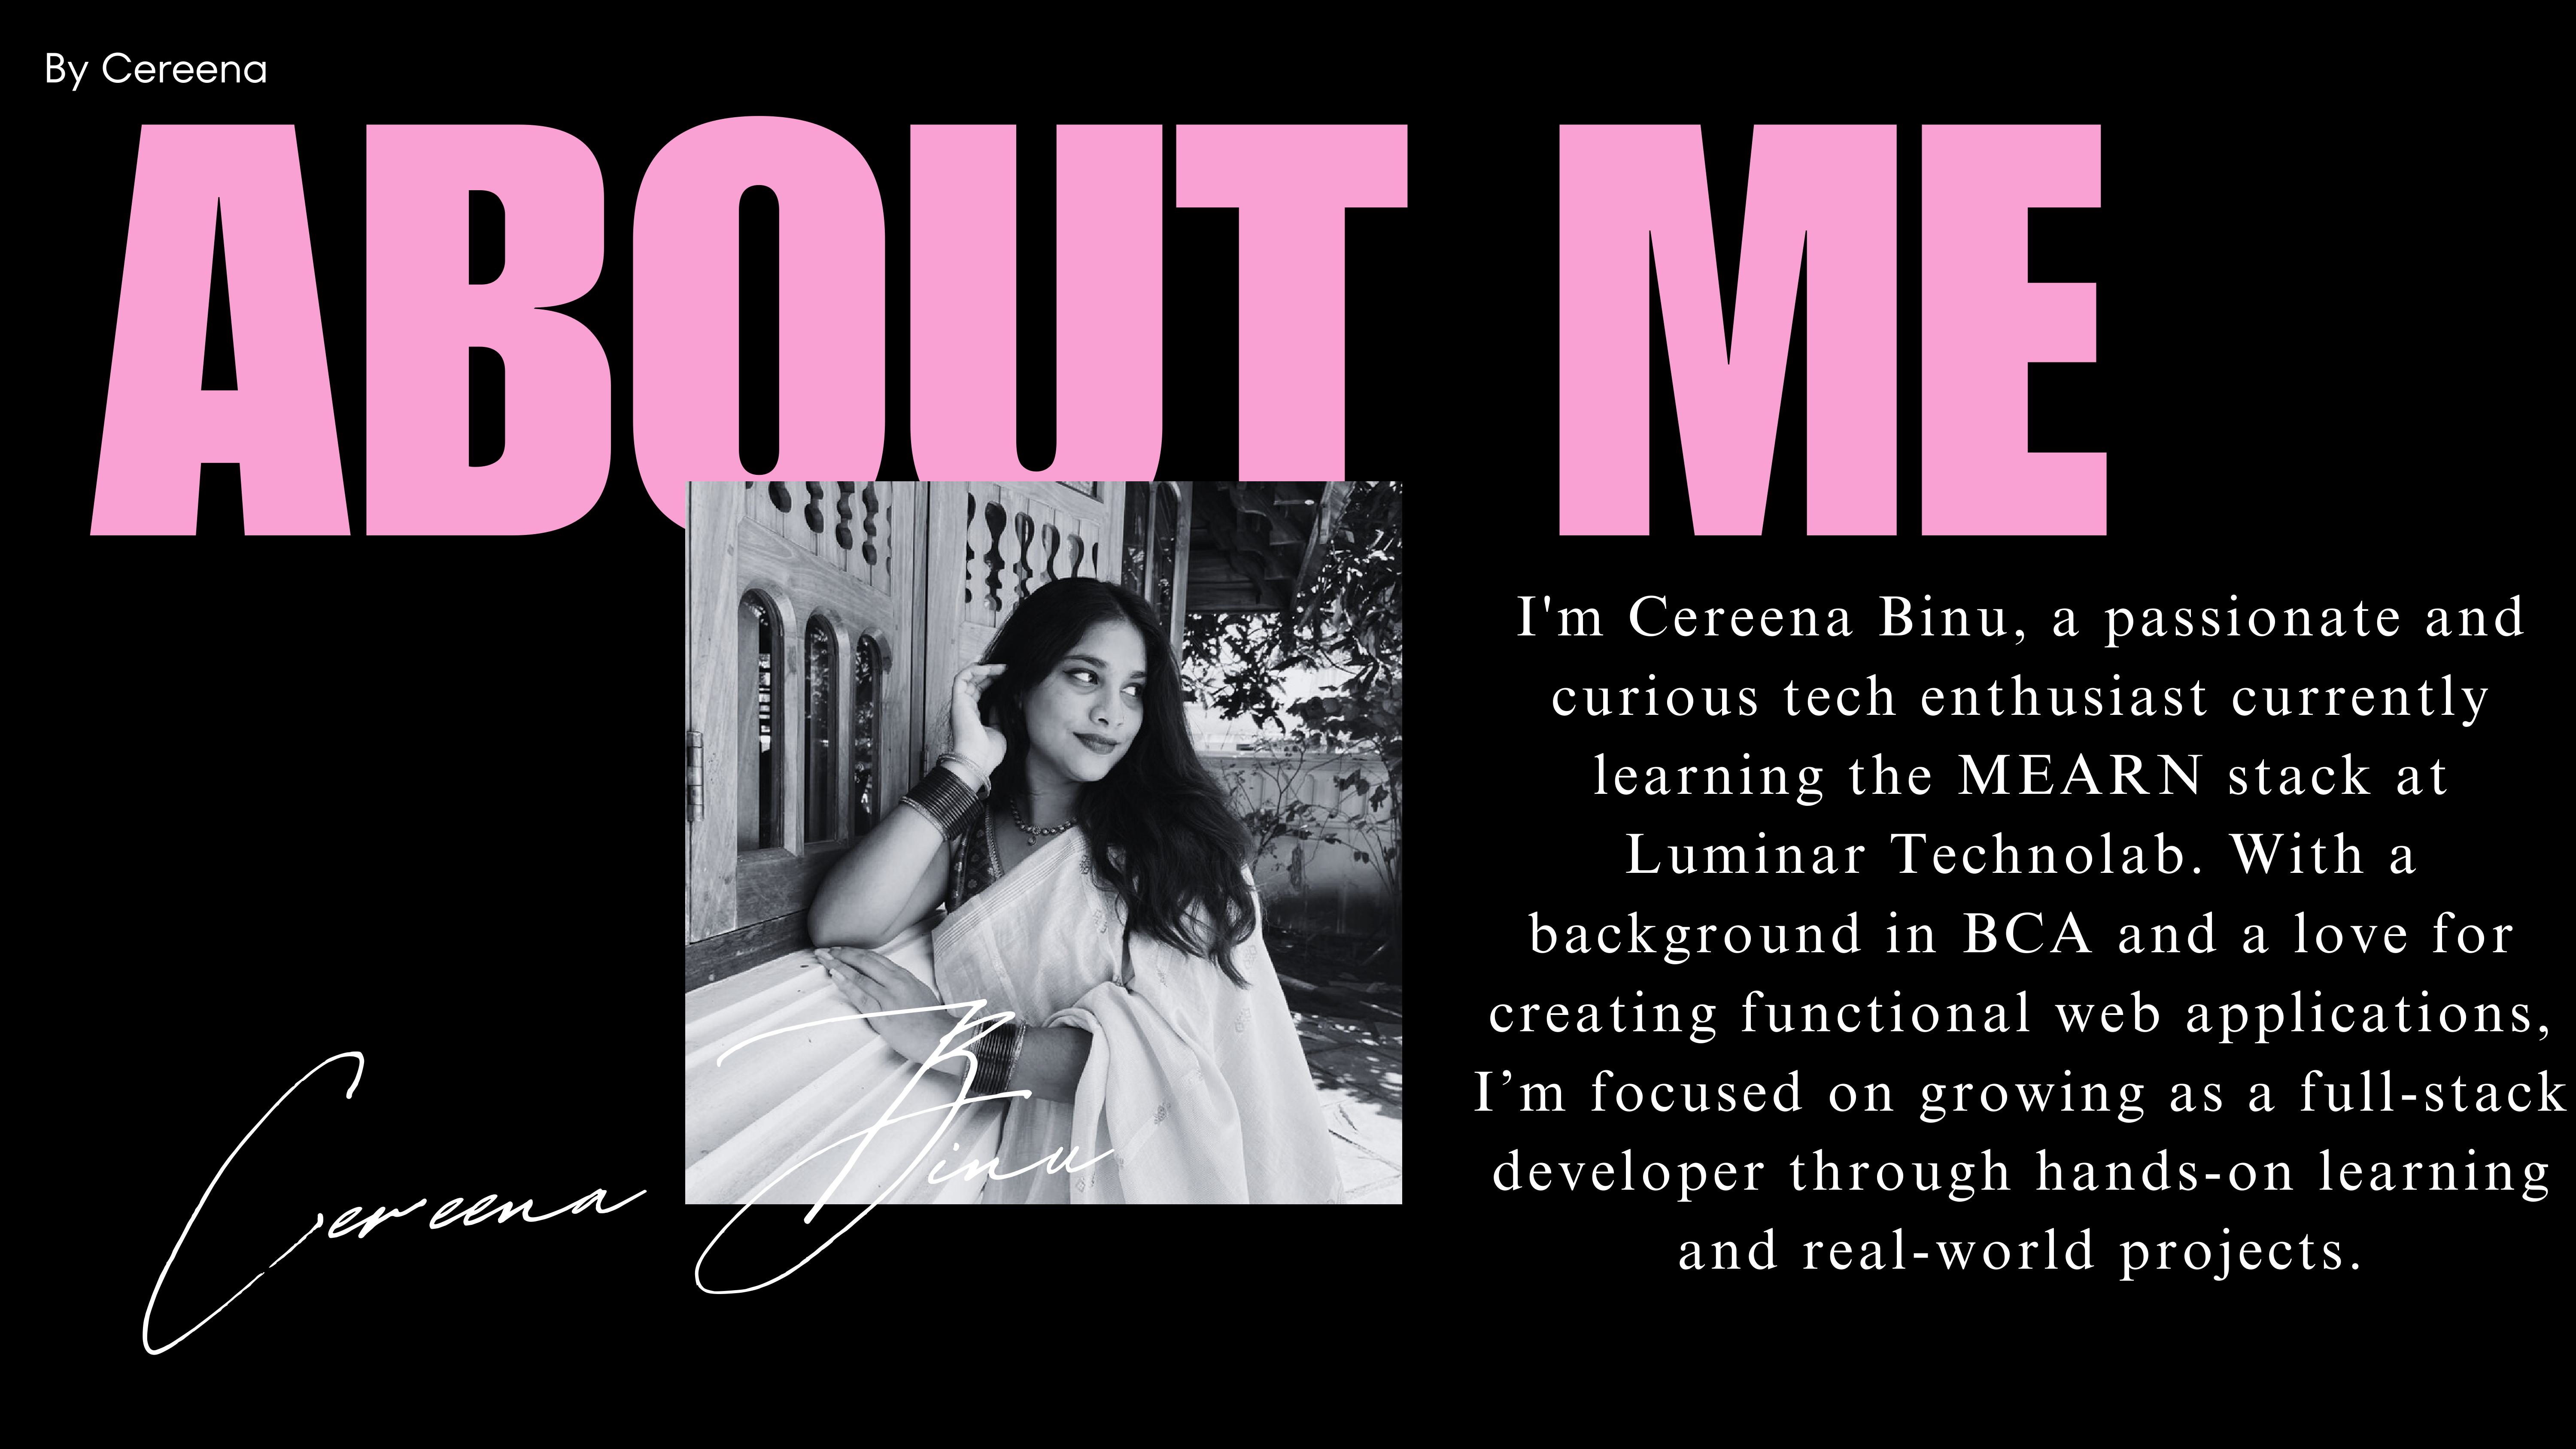 By Cereena
ABOUT ME
I'm Cereena Binu, a passionate and
curious tech enthusiast currently
learning the MEARN stack at
Luminar Technolab. With a
background in BCA and a love for
creating functional web applications,
I’m focused on growing as a full-stack
developer through hands-on learning
and real-world projects.
Cereena Binu